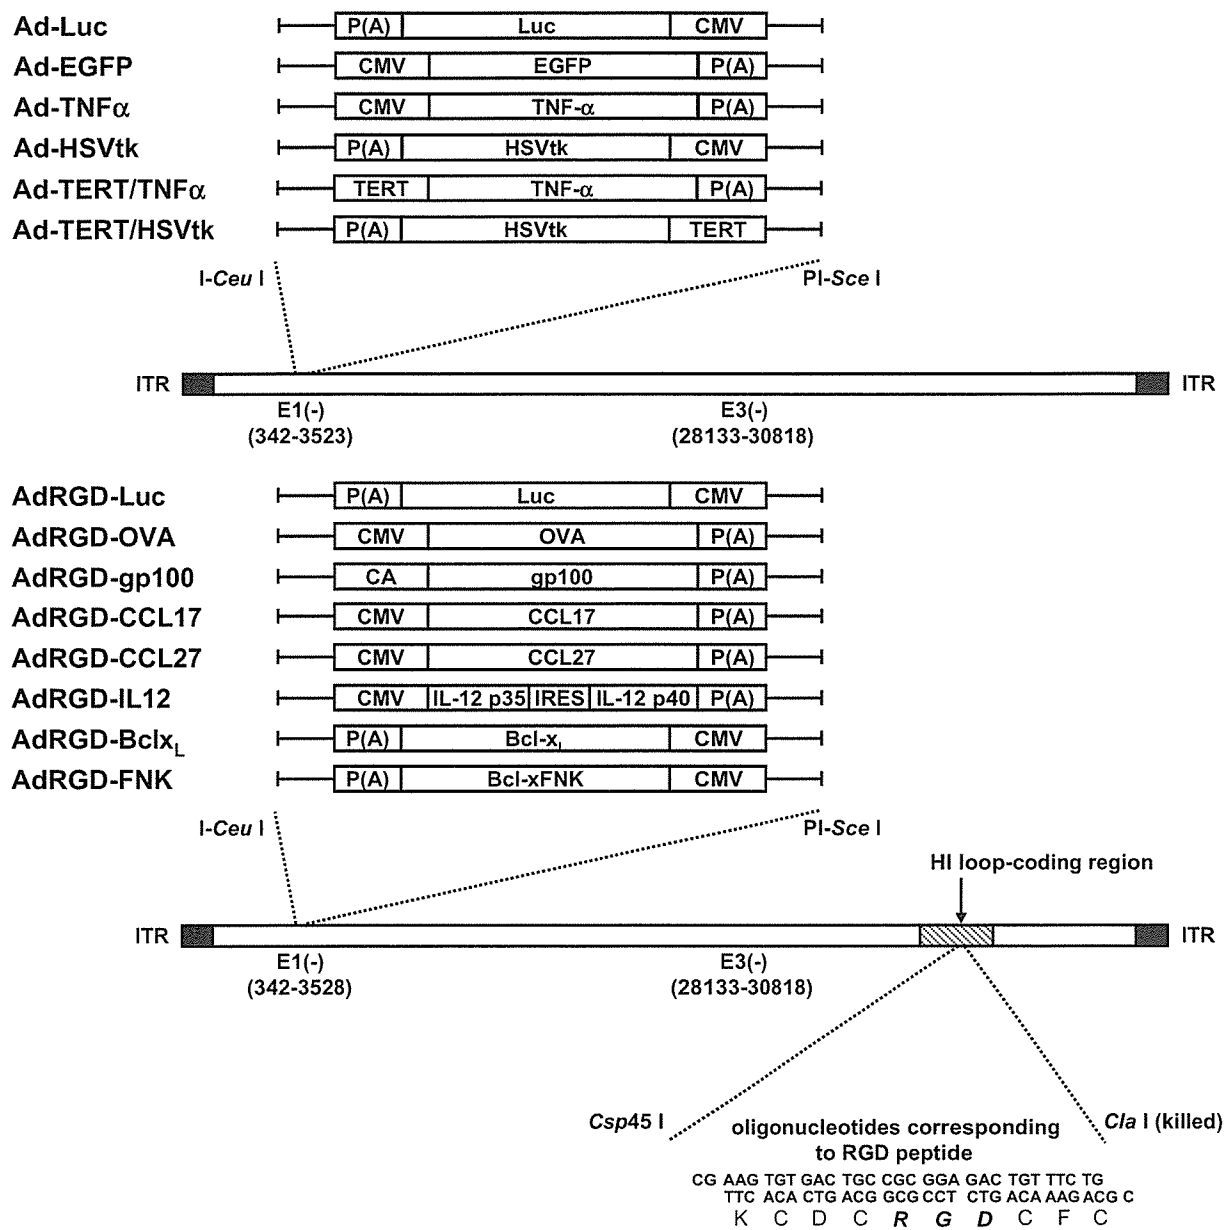 Ad-Luc P(A) Luc CMV
Ad-EGFP CMV EGFP P(A)
Ad-TNFα CMV TNF-α P(A)
Ad-HSVtk P(A) HSVtk CMV
Ad-TERT/TNFα TERT TNF-α P(A)
Ad-TERT/HSVtk P(A) HSVtk TERT
I-Ceu I PI-Sce I
ITR ITR
E1(-) E3(-)
(342-3523) (28133-30818)
AdRGD-Luc P(A) Luc CMV
AdRGD-OVA CMV OVA P(A)
AdRGD-gp100 CA gp100 P(A)
AdRGD-CCL17 CMV CCL17 P(A)
AdRGD-CCL27 CMV CCL27 P(A)
AdRGD-IL12 CMV IL-12 p35 IRES IL-12 p40 P(A)
AdRGD-BclxL P(A) Bcl-xL CMV
AdRGD-FNK P(A) Bcl-xFNK CMV
I-Ceu I PI-Sce I
HI loop-coding region
ITR ITR
E1(-) E3(-)
(342-3528) (28133-30818)
Csp45 I oligonucleotides corresponding Cla I (killed)
to RGD peptide
CG AAG TGT GAC TGC CGC GGA GAC TGT TTC TG
TTC ACA CTG ACG GCG CCT CTG ACA AAG ACG C
K C D C R G D C F C